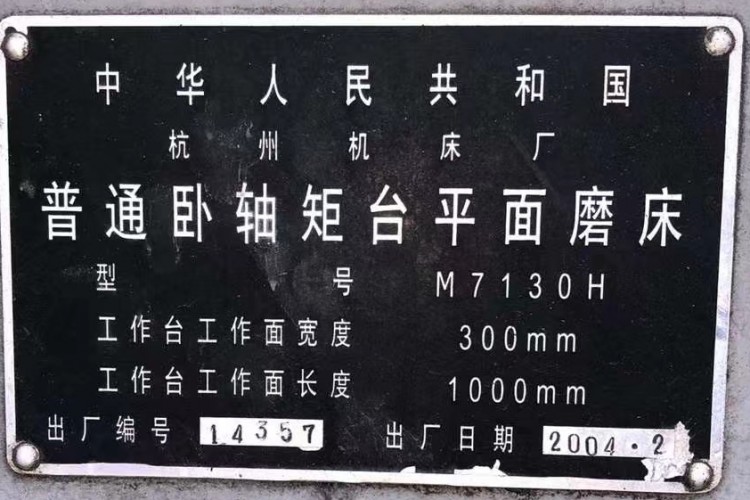 中华人民共和国
杭州机床厂
普通卧轴矩台平面磨床
型号 M7130H
工作台工作面宽度 300mm
工作台工作面长度 1000mm
出厂编号 14357 出厂日期 2004·2